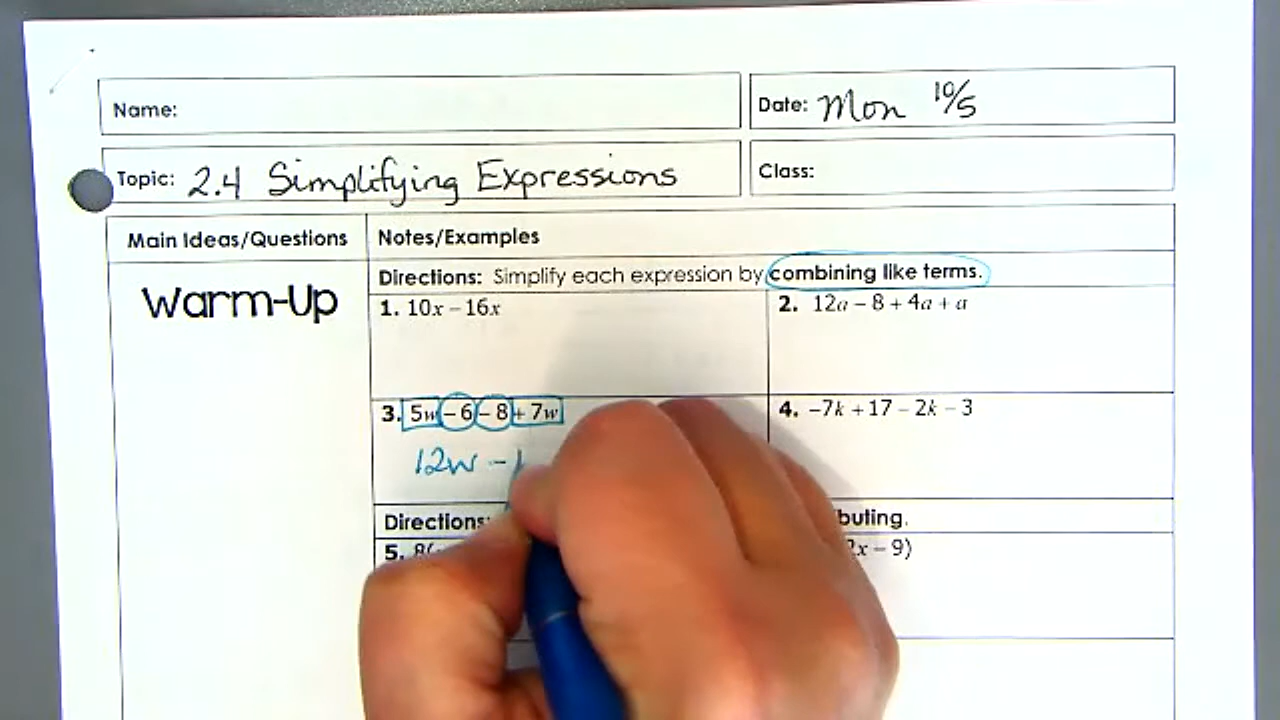 Name:
Date: Mon 10/5
Topic: 2.4 Simplifying Expressions
Class:
Main Ideas/Questions
Notes/Examples
Warm-Up
Directions: Simplify each expression by combining like terms.
1. 10x – 16x
2. 12a – 8 + 4a + a
3. 5w – 6 – 8 + 7w
12w -
4. –7k + 17 – 2k – 3
Directions:
5. 8(
x – 9)